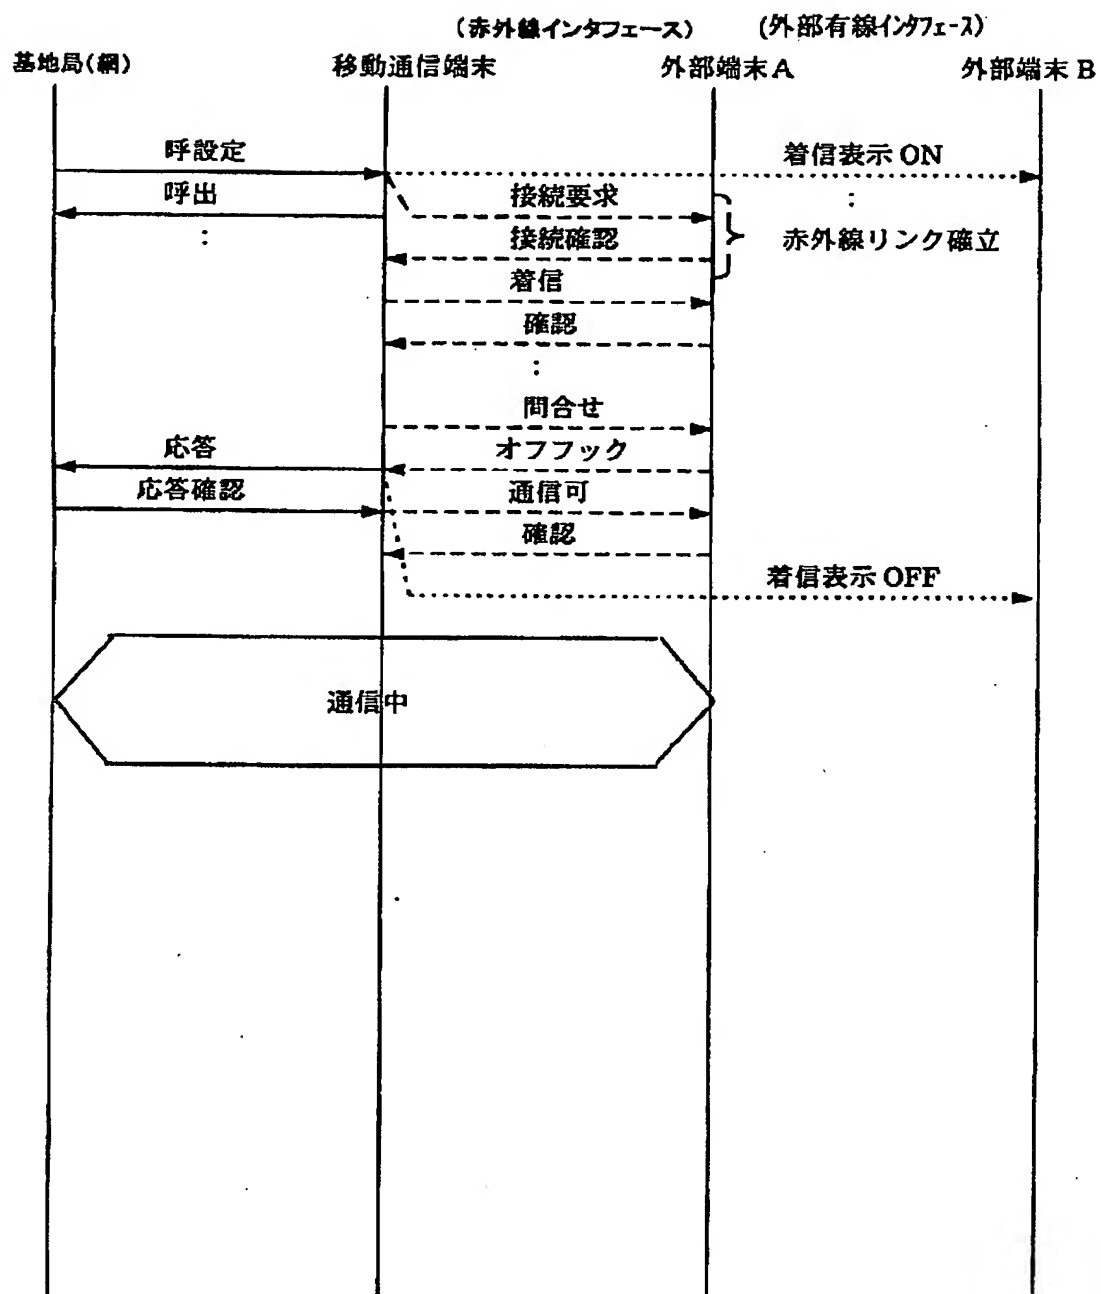 (赤外線インタフェース) (外部有線インタフェース)
基地局(網) 移動通信端末 外部端末A 外部端末B
呼設定 着信表示 ON
呼出 接続要求 :
: 接続確認 赤外線リンク確立
着信
確認
:
問合せ
応答 オフフック
応答確認 通信可
確認
着信表示 OFF
通信中